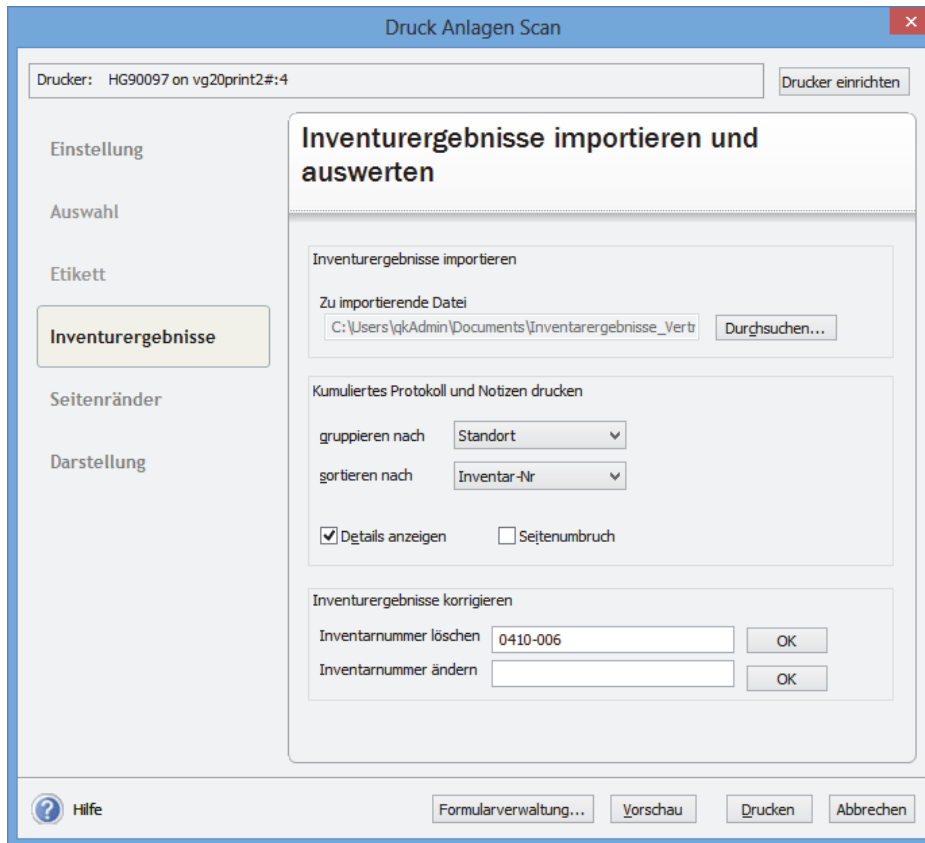 Druck Anlagen Scan
Drucker: HG90097 on vg20print2#:4
Drucker einrichten
Einstellung
Auswahl
Etikett
Inventurergebnisse
Seitenränder
Darstellung
Inventurergebnisse importieren und
auswerten
Inventurergebnisse importieren
Zu importierende Datei
C:\Users\qkAdmin\Documents\Inventarergebnisse_Vertr
Durchsuchen...
Kumuliertes Protokoll und Notizen drucken
gruppieren nach Standort
sortieren nach Inventar-Nr
Details anzeigen Seitenumbruch
Inventurergebnisse korrigieren
Inventarnummer löschen 0410-006 OK
Inventarnummer ändern OK
Hilfe Formularverwaltung... Vorschau Drucken Abbrechen